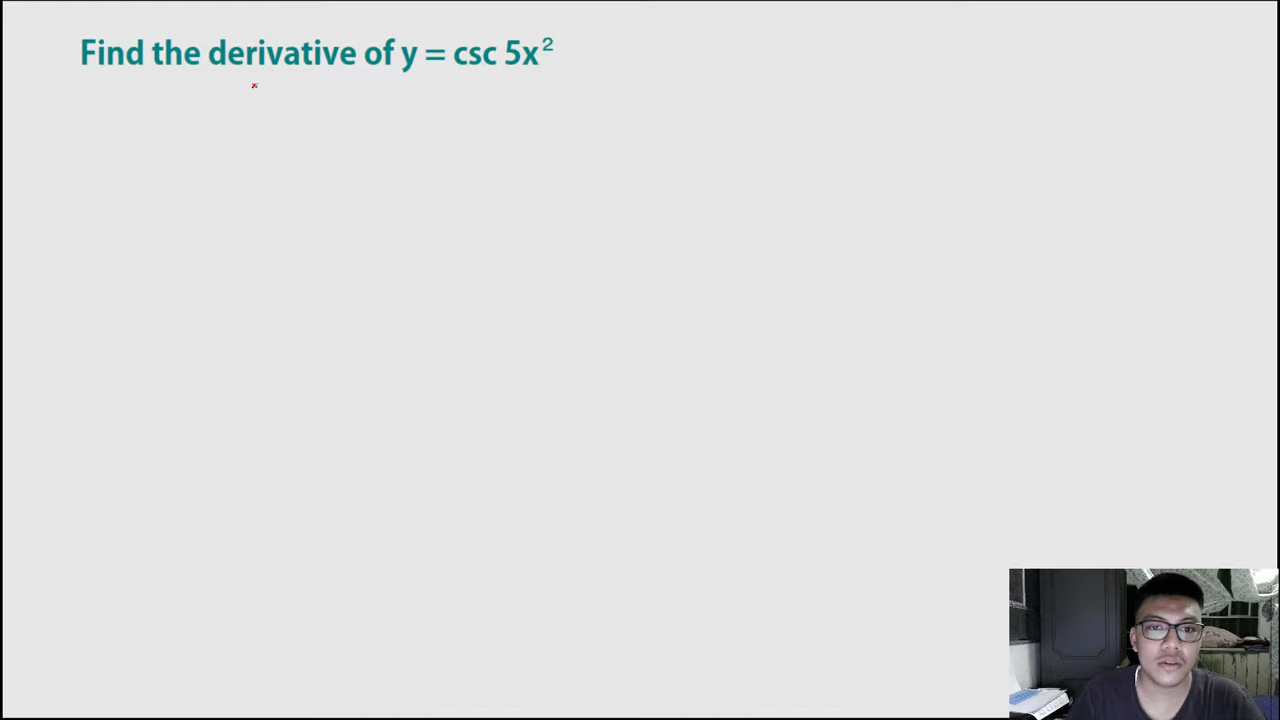 Find the derivative of y = csc 5x²